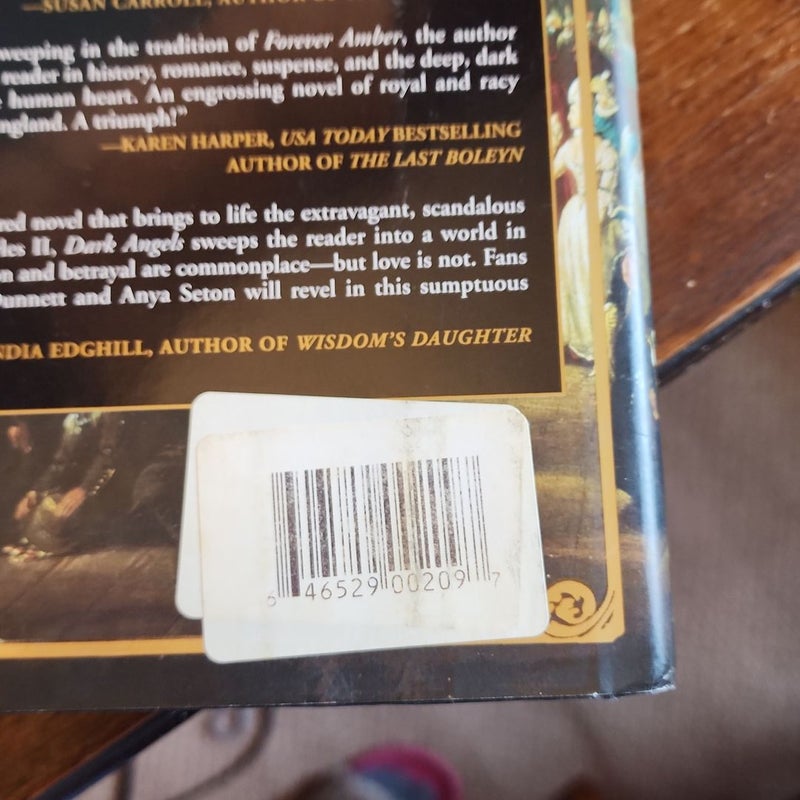 —SUSAN CARROLL, AUTHOR OF
sweeping in the tradition of Forever Amber, the author
reader in history, romance, suspense, and the deep, dark
human heart. An engrossing novel of royal and racy
ngland. A triumph!”
—KAREN HARPER, USA TODAY BESTSELLING
AUTHOR OF THE LAST BOLEYN
red novel that brings to life the extravagant, scandalous
les II, Dark Angels sweeps the reader into a world in
n and betrayal are commonplace—but love is not. Fans
Dunnett and Anya Seton will revel in this sumptuous
NDIA EDGHILL, AUTHOR OF WISDOM'S DAUGHTER
6 46529 00209 7